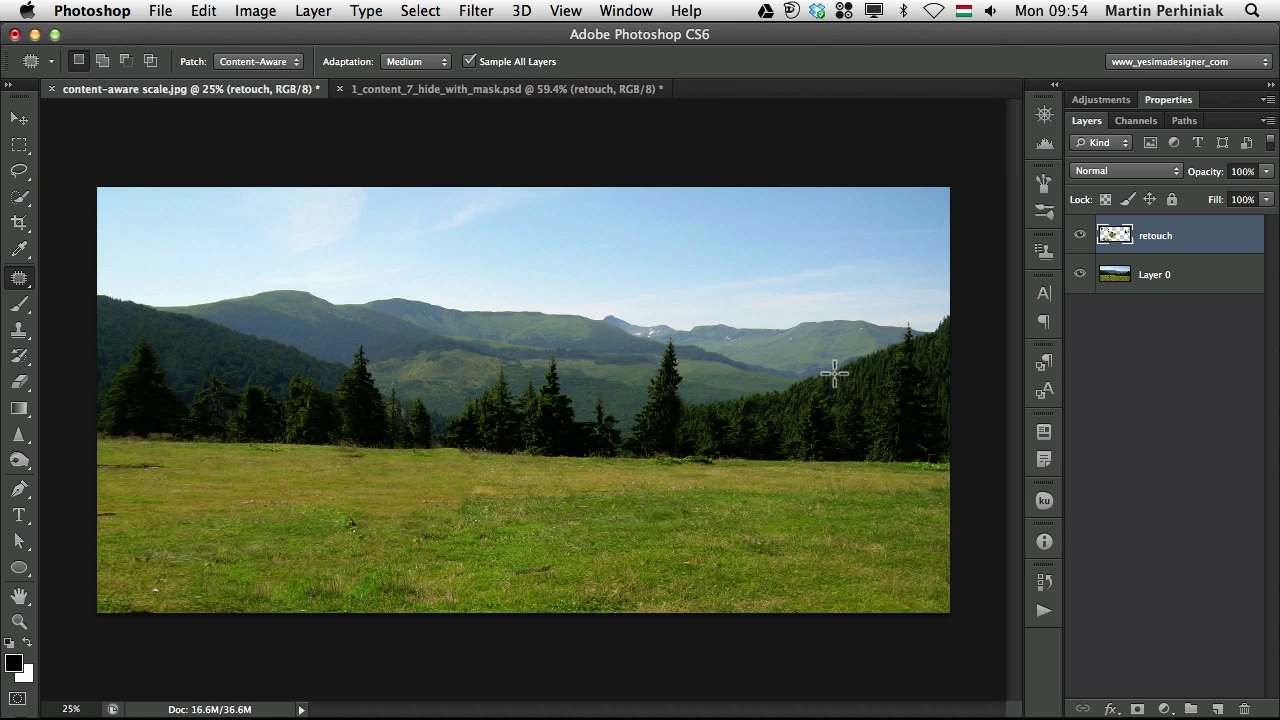 Photoshop File Edit Image Layer Type Select Filter 3D View Window Help Mon 09:54 Martin Perhiniak
Adobe Photoshop CS6
Patch: Content-Aware Adaptation: Medium Sample All Layers www_yesimadesigner_com
× content-aware scale.jpg @ 25% (retouch, RGB/8) * × 1_content_7_hide_with_mask.psd @ 59.4% (retouch, RGB/8) *
Adjustments Properties
Layers Channels Paths
Kind
Normal Opacity: 100%
Lock: Fill: 100%
retouch
Layer 0
ku
25% Doc: 16.6M/36.6M